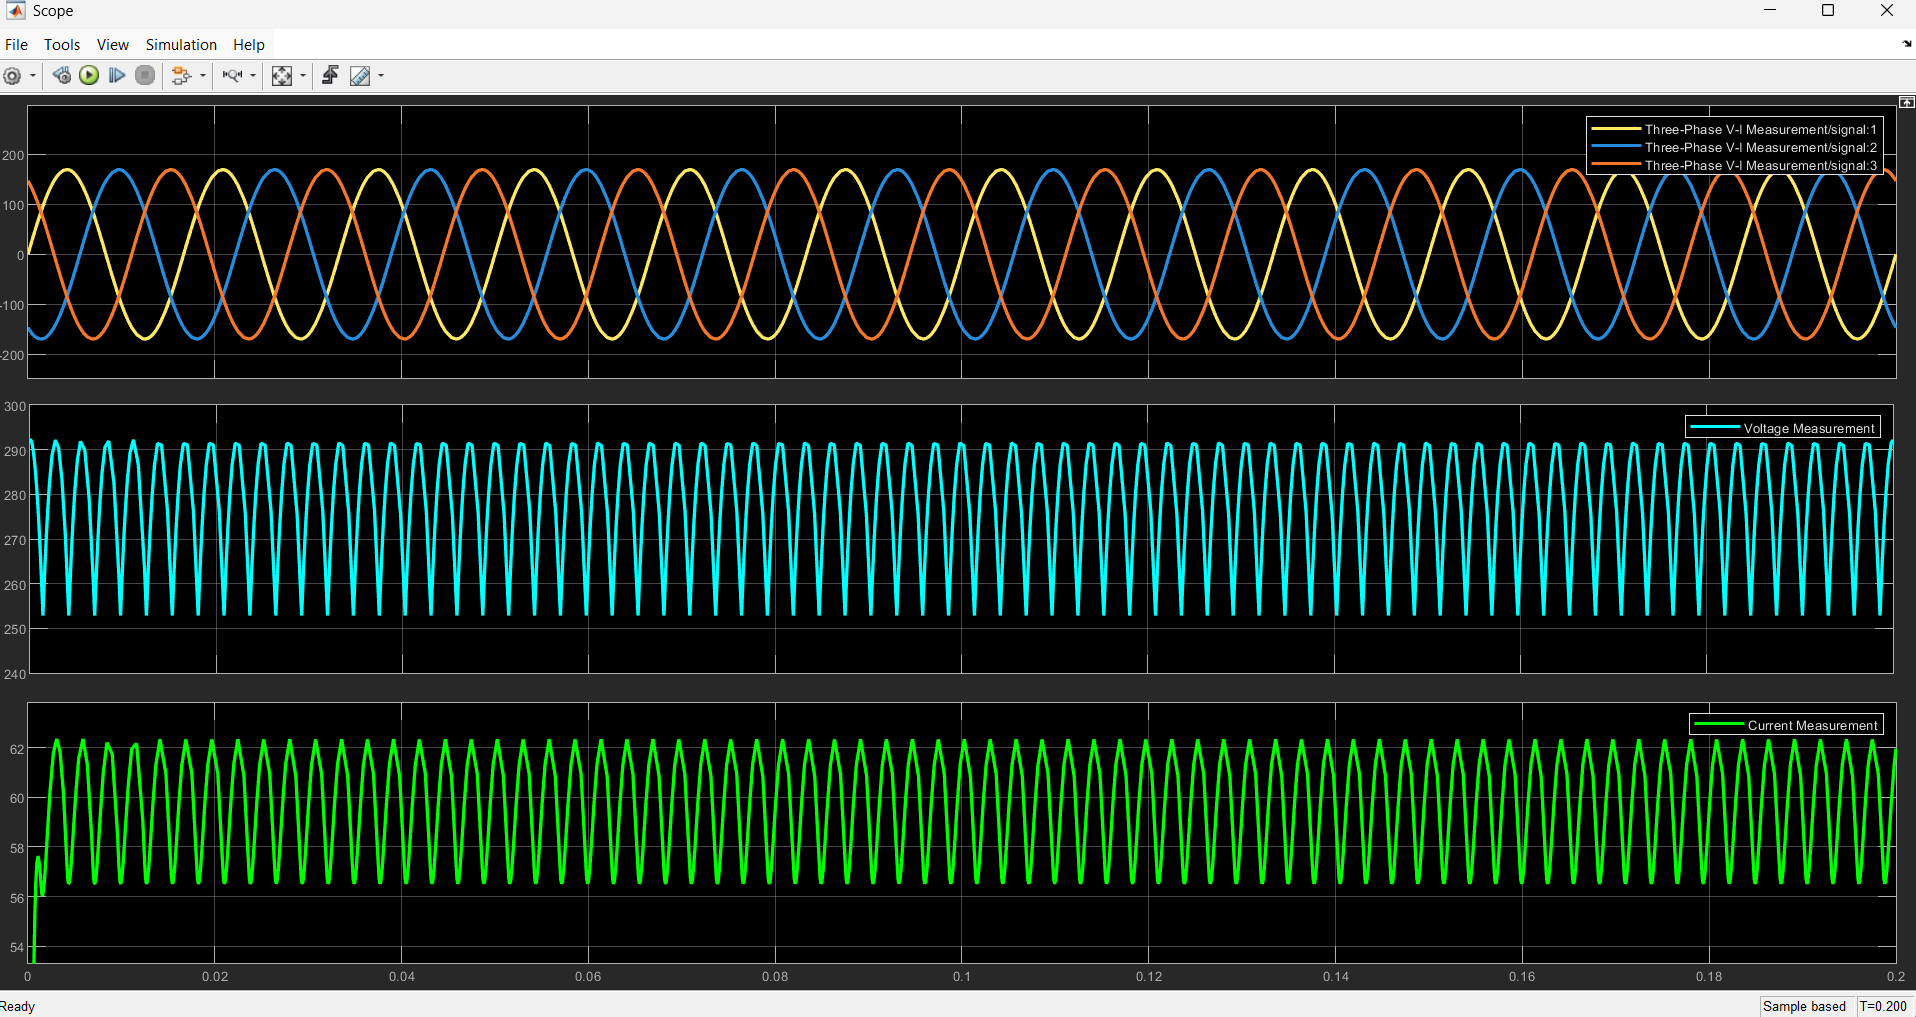 Scope
File Tools View Simulation Help
Three-Phase V-I Measurement/signal:1
Three-Phase V-I Measurement/signal:2
Three-Phase V-I Measurement/signal:3
200
100
0
-100
-200
Voltage Measurement
300
290
280
270
260
250
240
Current Measurement
62
60
58
56
54
0 0.02 0.04 0.06 0.08 0.1 0.12 0.14 0.16 0.18 0.2
Ready Sample based T=0.200